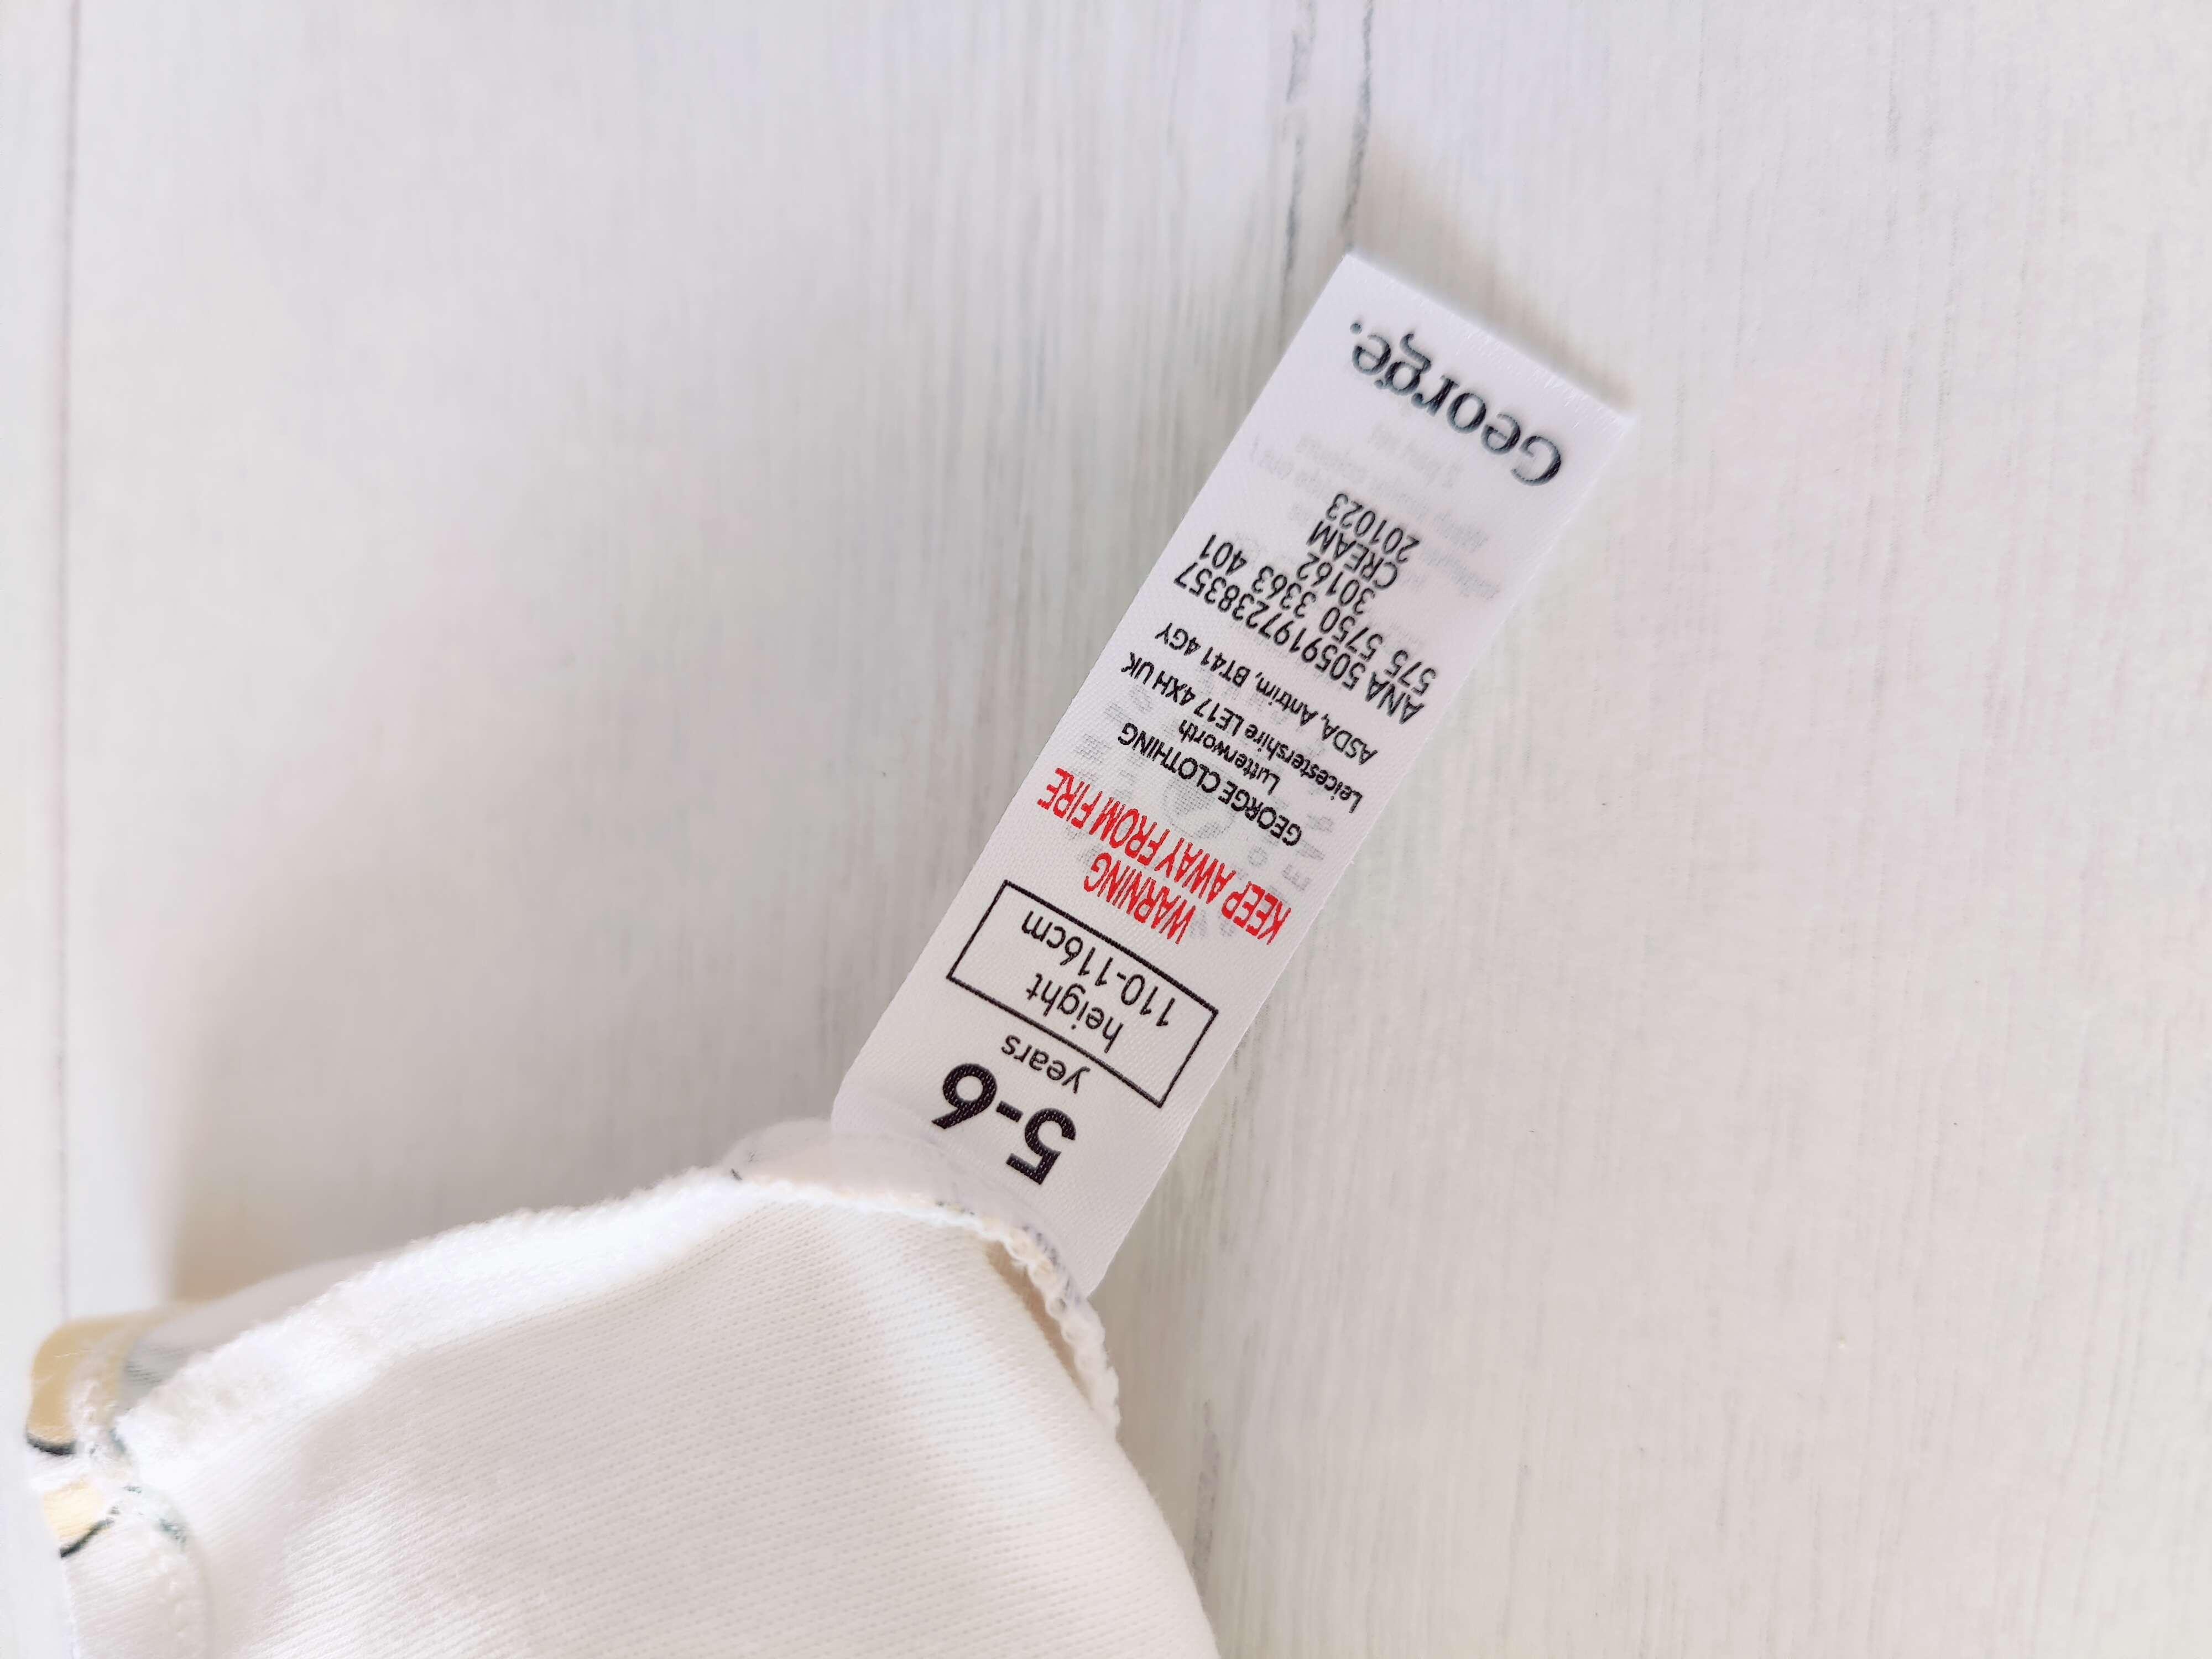 George.
ANA 5059197238357
575 5750 3363 401
30162
CREAM
201023
GEORGE CLOTHING
Lutterworth
Leicestershire LE17 4XH UK
ASDA, Antrim, BT41 4GY
WARNING
KEEP AWAY FROM FIRE
5-6
years
height
110-116cm